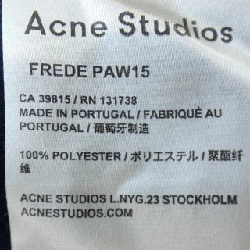 Acne Studios
FREDE PAW15
CA 39815 / RN 131738
MADE IN PORTUGAL / FABRIQUÉ AU
PORTUGAL / 葡萄牙制造
100% POLYESTER / ポリエステル / 聚酯纤
维
ACNE STUDIOS L.NYG.23 STOCKHOLM
ACNESTUDIOS.COM